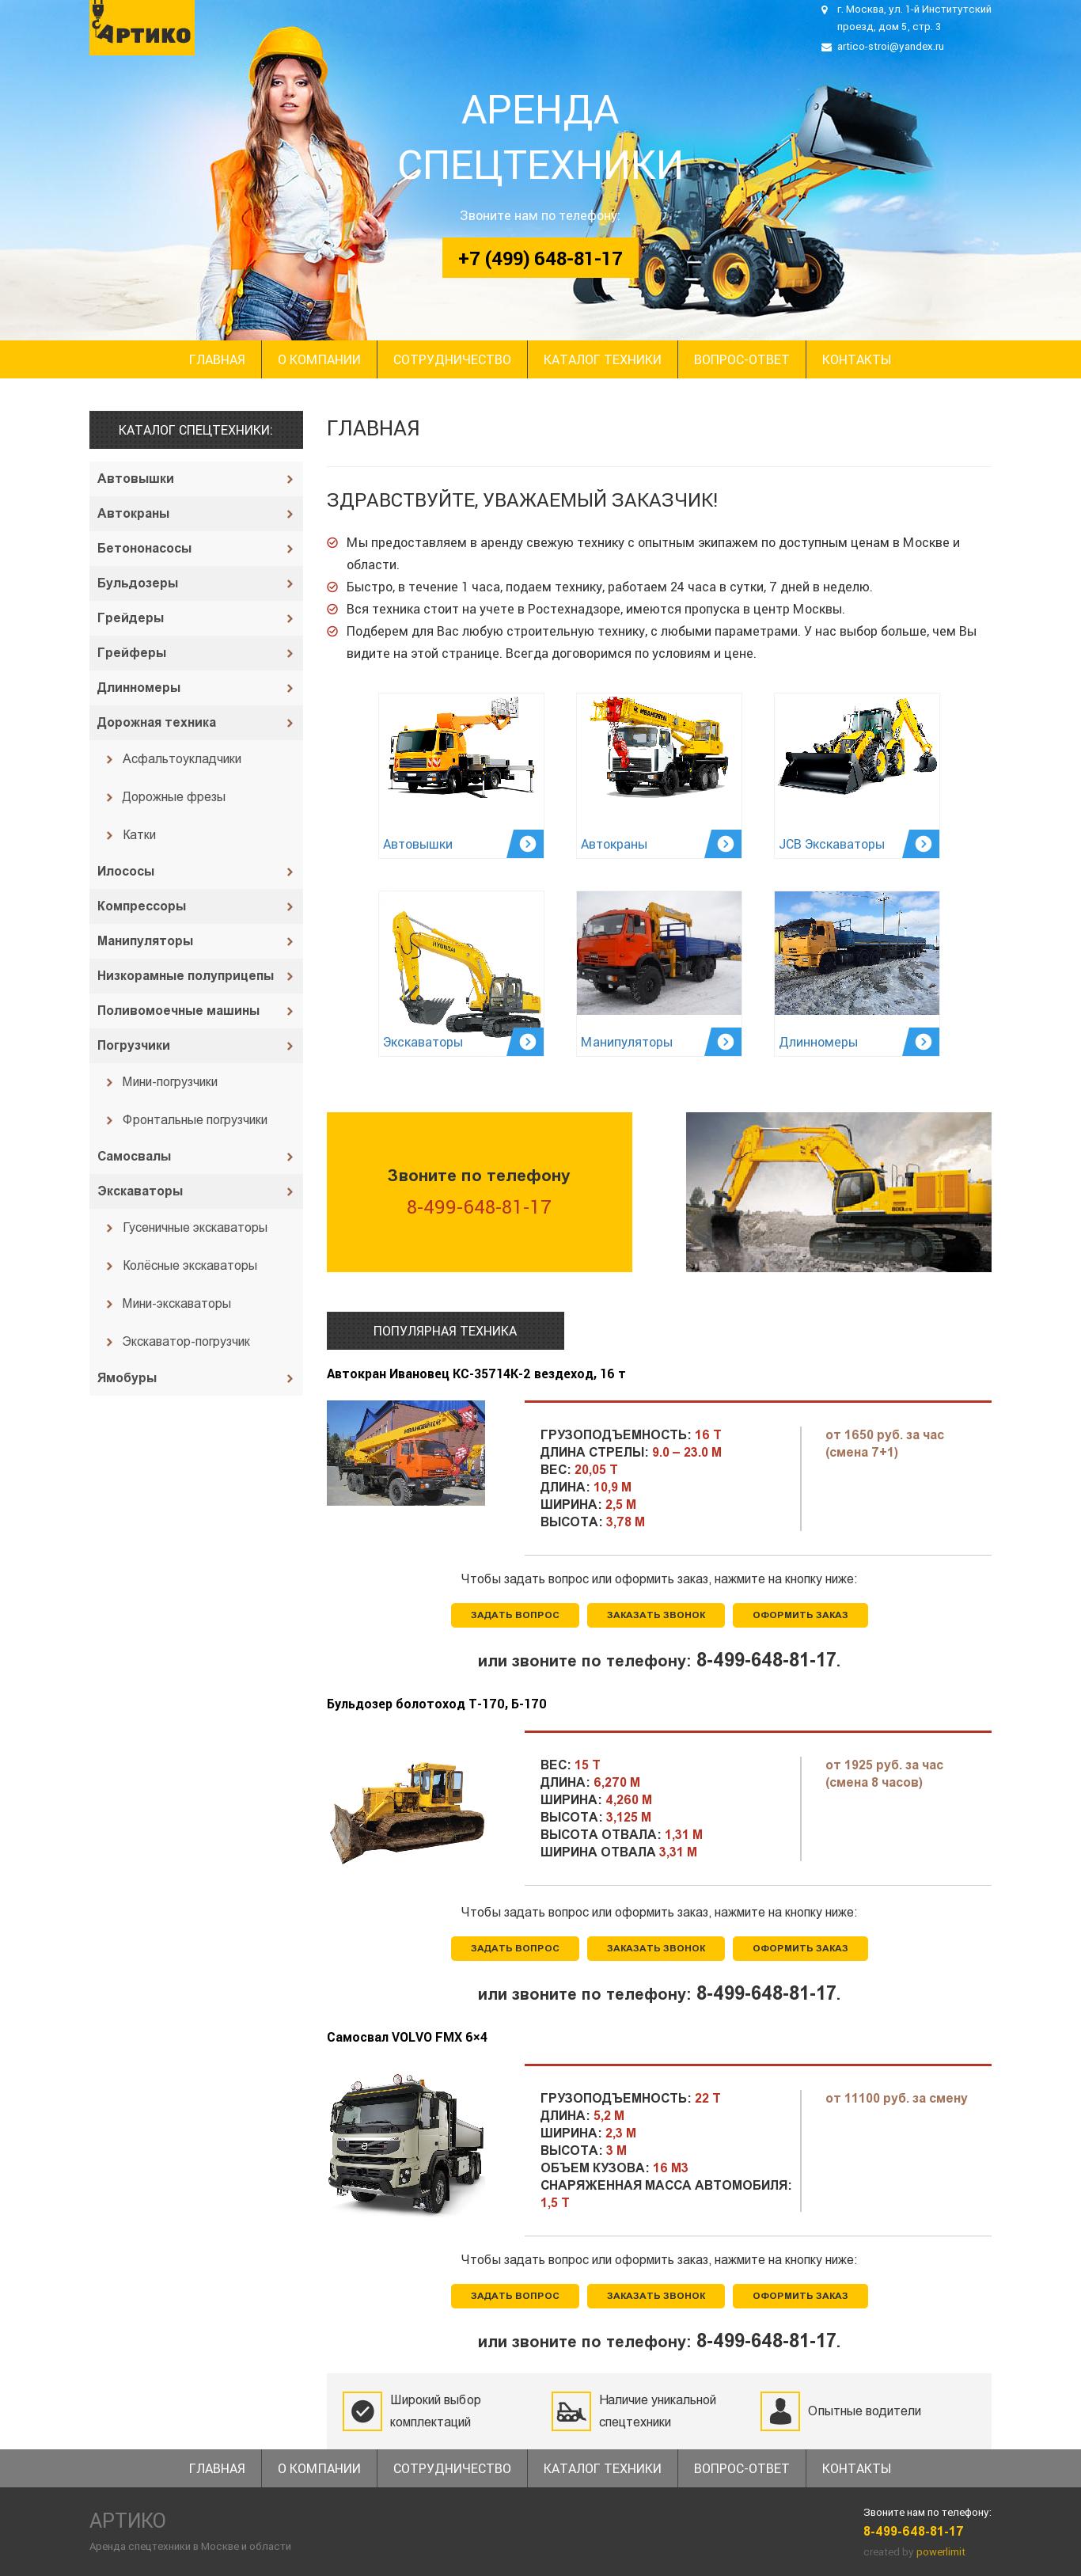 АРТИКО
г. Москва, ул. 1-й Институтский
проезд, дом 5, стр. 3
artico-stroi@yandex.ru
АРЕНДА
СПЕЦТЕХНИКИ
Звоните нам по телефону:
+7 (499) 648-81-17
ГЛАВНАЯ
О КОМПАНИИ
СОТРУДНИЧЕСТВО
КАТАЛОГ ТЕХНИКИ
ВОПРОС-ОТВЕТ
КОНТАКТЫ
КАТАЛОГ СПЕЦТЕХНИКИ:
Автовышки
Автокраны
Бетононасосы
Бульдозеры
Грейдеры
Грейферы
Длинномеры
Дорожная техника
Асфальтоукладчики
Дорожные фрезы
Катки
Илососы
Компрессоры
Манипуляторы
Низкорамные полуприцепы
Поливомоечные машины
Погрузчики
Мини-погрузчики
Фронтальные погрузчики
Самосвалы
Экскаваторы
Гусеничные экскаваторы
Колёсные экскаваторы
Мини-экскаваторы
Экскаватор-погрузчик
Ямобуры
ГЛАВНАЯ
ЗДРАВСТВУЙТЕ, УВАЖАЕМЫЙ ЗАКАЗЧИК!
Мы предоставляем в аренду свежую технику с опытным экипажем по доступным ценам в Москве и
области.
Быстро, в течение 1 часа, подаем технику, работаем 24 часа в сутки, 7 дней в неделю.
Вся техника стоит на учете в Ростехнадзоре, имеются пропуска в центр Москвы.
Подберем для Вас любую строительную технику, с любыми параметрами. У нас выбор больше, чем Вы
видите на этой странице. Всегда договоримся по условиям и цене.
Автовышки
Автокраны
JCB Экскаваторы
Экскаваторы
Манипуляторы
Длинномеры
Звоните по телефону
8-499-648-81-17
ПОПУЛЯРНАЯ ТЕХНИКА
Автокран Ивановец КС-35714К-2 вездеход, 16 т
ГРУЗОПОДЪЕМНОСТЬ: 16 Т
ДЛИНА СТРЕЛЫ: 9.0 – 23.0 М
ВЕС: 20,05 Т
ДЛИНА: 10,9 М
ШИРИНА: 2,5 М
ВЫСОТА: 3,78 М
от 1650 руб. за час
(смена 7+1)
Чтобы задать вопрос или оформить заказ, нажмите на кнопку ниже:
ЗАДАТЬ ВОПРОС
ЗАКАЗАТЬ ЗВОНОК
ОФОРМИТЬ ЗАКАЗ
или звоните по телефону: 8-499-648-81-17.
Бульдозер болотоход Т-170, Б-170
ВЕС: 15 Т
ДЛИНА: 6,270 М
ШИРИНА: 4,260 М
ВЫСОТА: 3,125 М
ВЫСОТА ОТВАЛА: 1,31 М
ШИРИНА ОТВАЛА 3,31 М
от 1925 руб. за час
(смена 8 часов)
Чтобы задать вопрос или оформить заказ, нажмите на кнопку ниже:
ЗАДАТЬ ВОПРОС
ЗАКАЗАТЬ ЗВОНОК
ОФОРМИТЬ ЗАКАЗ
или звоните по телефону: 8-499-648-81-17.
Самосвал VOLVO FMX 6×4
ГРУЗОПОДЪЕМНОСТЬ: 22 Т
ДЛИНА: 5,2 М
ШИРИНА: 2,3 М
ВЫСОТА: 3 М
ОБЪЕМ КУЗОВА: 16 М3
СНАРЯЖЕННАЯ МАССА АВТОМОБИЛЯ:
1,5 Т
от 11100 руб. за смену
Чтобы задать вопрос или оформить заказ, нажмите на кнопку ниже:
ЗАДАТЬ ВОПРОС
ЗАКАЗАТЬ ЗВОНОК
ОФОРМИТЬ ЗАКАЗ
или звоните по телефону: 8-499-648-81-17.
Широкий выбор
комплектаций
Наличие уникальной
спецтехники
Опытные водители
ГЛАВНАЯ
О КОМПАНИИ
СОТРУДНИЧЕСТВО
КАТАЛОГ ТЕХНИКИ
ВОПРОС-ОТВЕТ
КОНТАКТЫ
АРТИКО
Аренда спецтехники в Москве и области
Звоните нам по телефону:
8-499-648-81-17
created by powerlimit